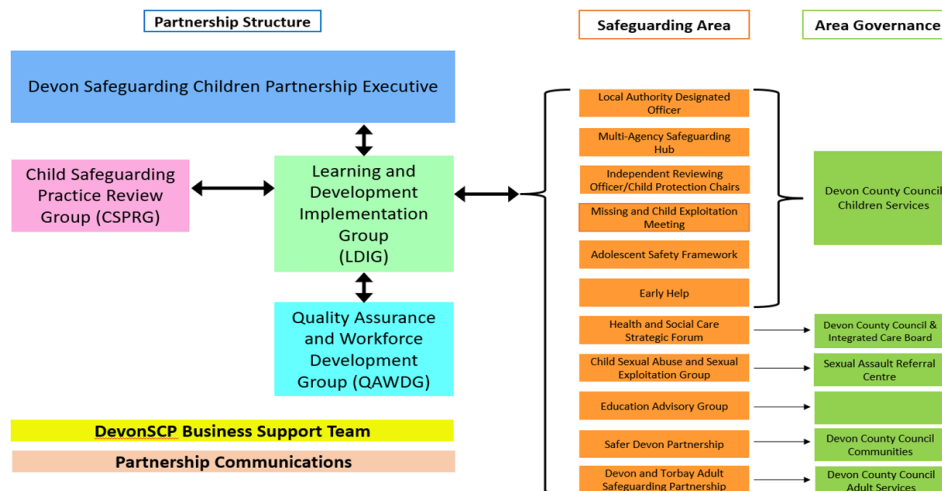 Partnership Structure
Safeguarding Area
Area Governance
Devon Safeguarding Children Partnership Executive
Child Safeguarding
Practice Review
Group (CSPRG)
Learning and
Development
Implementation
Group
(LDIG)
Quality Assurance
and Workforce
Development
Group (QAWDG)
DevonSCP Business Support Team
Partnership Communications
Local Authority Designated
Officer
Multi-Agency Safeguarding
Hub
Independent Reviewing
Officer/Child Protection Chairs
Missing and Child Exploitation
Meeting
Adolescent Safety Framework
Early Help
Devon County Council
Children Services
Health and Social Care
Strategic Forum
Devon County Council &
Integrated Care Board
Child Sexual Abuse and Sexual
Exploitation Group
Sexual Assault Referral
Centre
Education Advisory Group
Safer Devon Partnership
Devon County Council
Communities
Devon and Torbay Adult
Safeguarding Partnership
Devon County Council
Adult Services